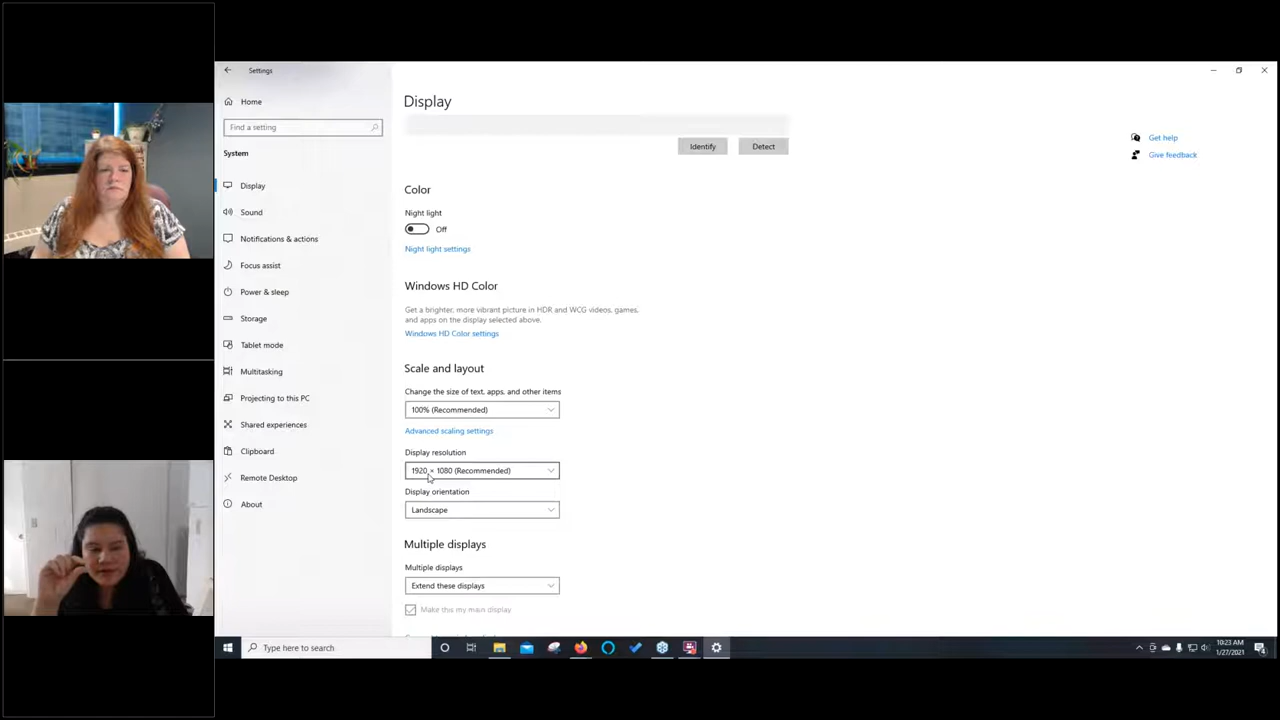 Settings
Home
Find a setting
System
Display
Sound
Notifications & actions
Focus assist
Power & sleep
Storage
Tablet mode
Multitasking
Projecting to this PC
Shared experiences
Clipboard
Remote Desktop
About
Display
Identify
Detect
Color
Night light
Off
Night light settings
Windows HD Color
Get a brighter, more vibrant picture in HDR and WCG videos, games,
and apps on the display selected above.
Windows HD Color settings
Scale and layout
Change the size of text, apps, and other items
100% (Recommended)
Advanced scaling settings
Display resolution
1920 × 1080 (Recommended)
Display orientation
Landscape
Multiple displays
Multiple displays
Extend these displays
Make this my main display
Get help
Give feedback
Type here to search
10:23 AM
1/27/2021